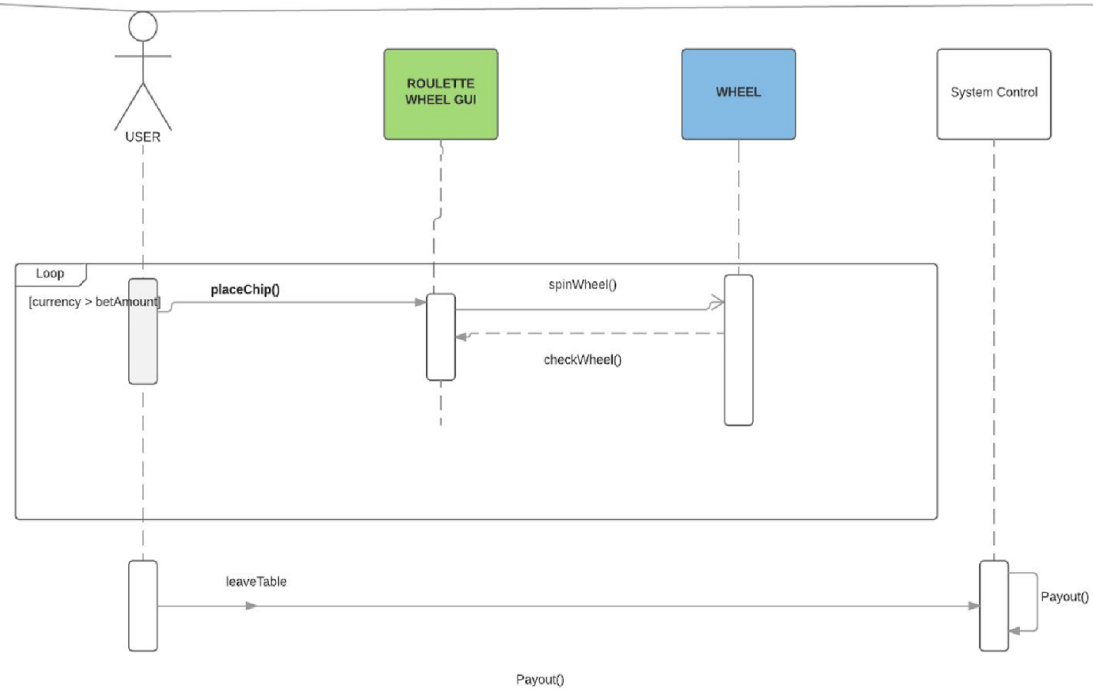 ROULETTE
WHEEL GUI
WHEEL
System Control
USER
Loop
[currency > betAmount]
placeChip()
spinWheel()
checkWheel()
leaveTable
Payout()
Payout()